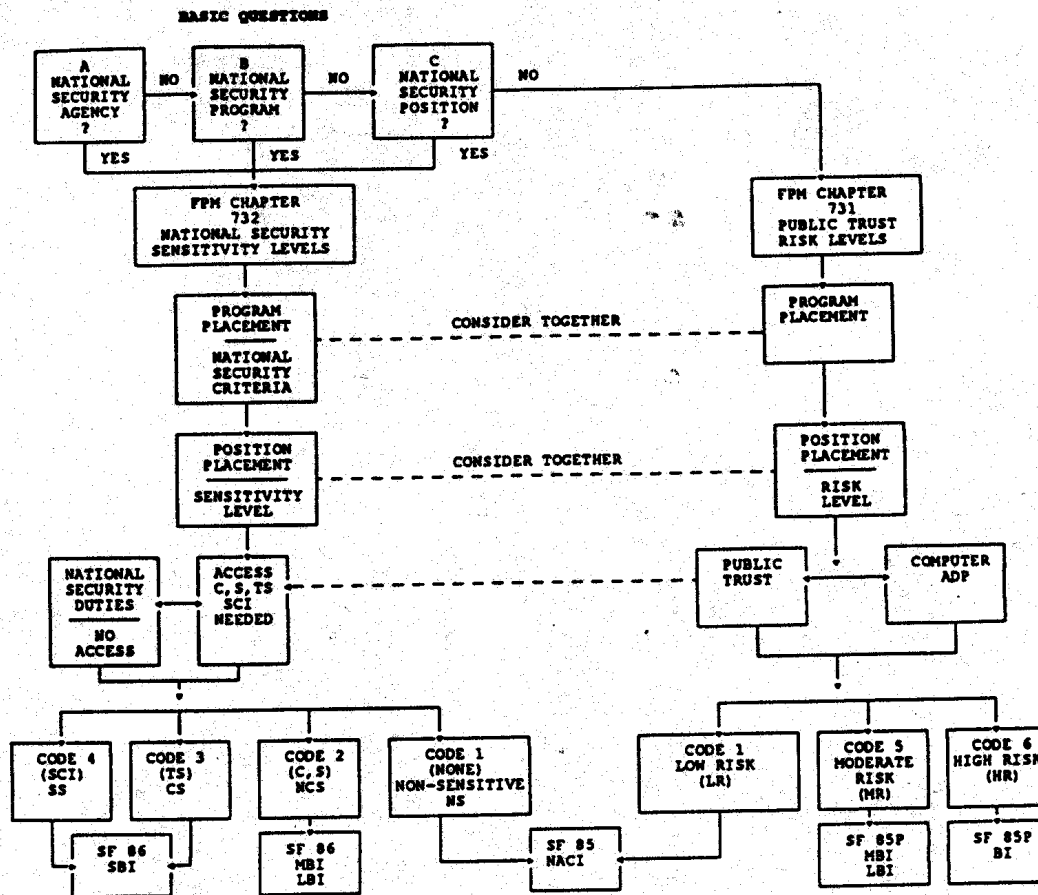 BASIC QUESTIONS
A
NATIONAL
SECURITY
AGENCY
?
NO
B
NATIONAL
SECURITY
PROGRAM
?
NO
C
NATIONAL
SECURITY
POSITION
?
NO
YES
YES
YES
FPM CHAPTER
732
NATIONAL SECURITY
SENSITIVITY LEVELS
FPM CHAPTER
731
PUBLIC TRUST
RISK LEVELS
PROGRAM
PLACEMENT
NATIONAL
SECURITY
CRITERIA
CONSIDER TOGETHER
PROGRAM
PLACEMENT
POSITION
PLACEMENT
SENSITIVITY
LEVEL
CONSIDER TOGETHER
POSITION
PLACEMENT
RISK
LEVEL
NATIONAL
SECURITY
DUTIES
NO
ACCESS
ACCESS
C,S,TS
SCI
NEEDED
PUBLIC
TRUST
COMPUTER
ADP
CODE 4
(SCI)
SS
CODE 3
(TS)
CS
CODE 2
(C,S)
NCS
CODE 1
(NONE)
NON-SENSITIVE
NS
CODE 1
LOW RISK
(LR)
CODE 5
MODERATE
RISK
(MR)
CODE 6
HIGH RISK
(HR)
SF 86
SBI
SF 86
MBI
LBI
SF 85
NACI
SF 85P
MBI
LBI
SF 85P
BI